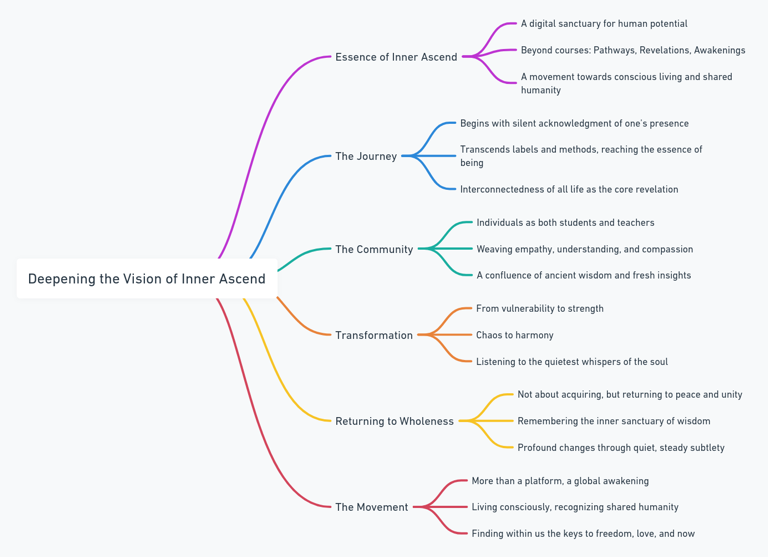 Deepening the Vision of Inner Ascend
Essence of Inner Ascend
A digital sanctuary for human potential
Beyond courses: Pathways, Revelations, Awakenings
A movement towards conscious living and shared
humanity
The Journey
Begins with silent acknowledgment of one's presence
Transcends labels and methods, reaching the essence of
being
Interconnectedness of all life as the core revelation
The Community
Individuals as both students and teachers
Weaving empathy, understanding, and compassion
A confluence of ancient wisdom and fresh insights
Transformation
From vulnerability to strength
Chaos to harmony
Listening to the quietest whispers of the soul
Returning to Wholeness
Not about acquiring, but returning to peace and unity
Remembering the inner sanctuary of wisdom
Profound changes through quiet, steady subtlety
The Movement
More than a platform, a global awakening
Living consciously, recognizing shared humanity
Finding within us the keys to freedom, love, and now